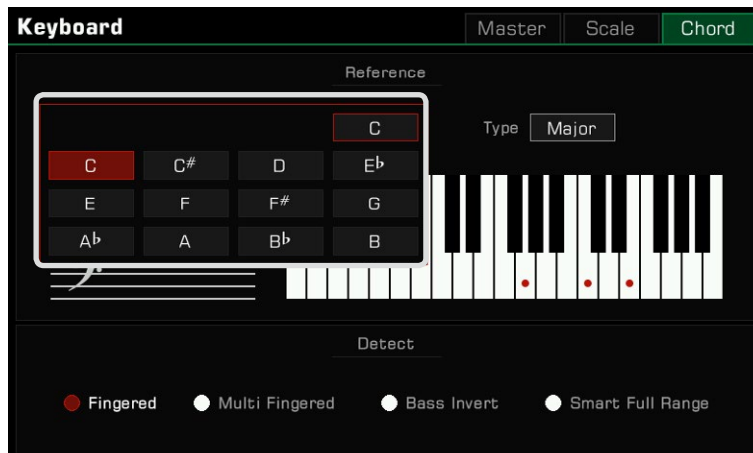 Keyboard Master Scale Chord
Reference
C
Type Major
C C# D E♭
E F F# G
A♭ A B♭ B
Detect
Fingered Multi Fingered Bass Invert Smart Full Range